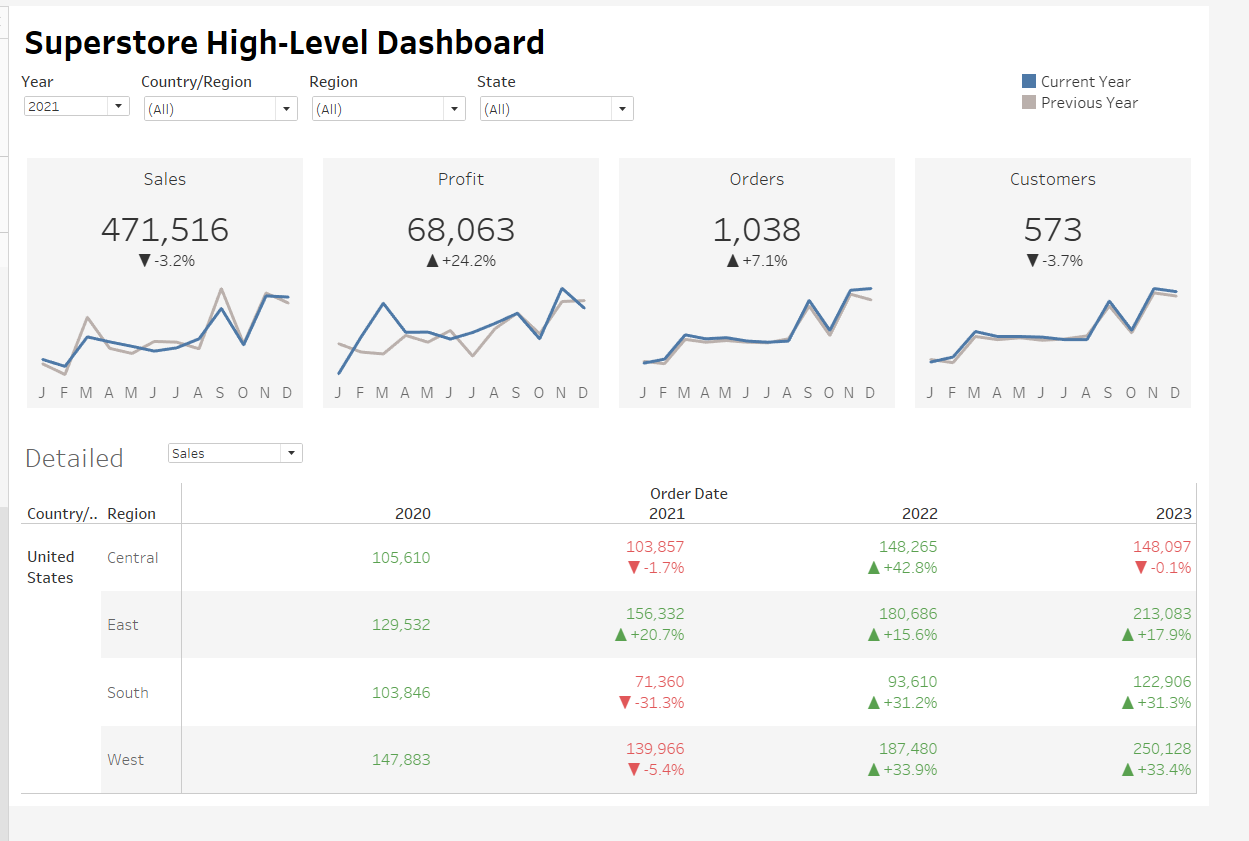 Superstore High-Level Dashboard
Year Country/Region Region State
2021 (All) (All) (All)
Current Year
Previous Year
Sales Profit Orders Customers
471,516 68,063 1,038 573
▼ -3.2% ▲ +24.2% ▲ +7.1% ▼ -3.7%
J F M A M J J A S O N D J F M A M J J A S O N D J F M A M J J A S O N D J F M A M J J A S O N D
Detailed Sales
Order Date
Country/.. Region 2020 2021 2022 2023
United States Central 105,610 103,857 148,265 148,097
▼ -1.7% ▲ +42.8% ▼ -0.1%
East 129,532 156,332 180,686 213,083
▲ +20.7% ▲ +15.6% ▲ +17.9%
South 103,846 71,360 93,610 122,906
▼ -31.3% ▲ +31.2% ▲ +31.3%
West 147,883 139,966 187,480 250,128
▼ -5.4% ▲ +33.9% ▲ +33.4%